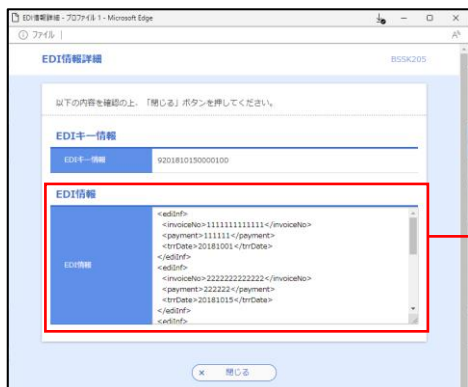 EDI情報詳細 - プロファイル 1 - Microsoft Edge
ファイル
EDI情報詳細
BSSK205
以下の内容を確認の上、「閉じる」ボタンを押してください。
EDIキー情報
EDIキー情報
9201810150000100
EDI情報
EDI情報
<ediInf>
<invoiceNo>1111111111111</invoiceNo>
<payment>111111</payment>
<trrDate>20181001</trrDate>
</ediInf>
<ediInf>
<invoiceNo>2222222222222</invoiceNo>
<payment>222222</payment>
<trrDate>20181015</trrDate>
</ediInf>
<ediInf>
× 閉じる